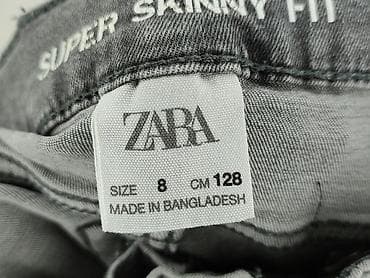 SUPER SKINNY FIT
ZARA
SIZE 8 CM 128
MADE IN BANGLADESH